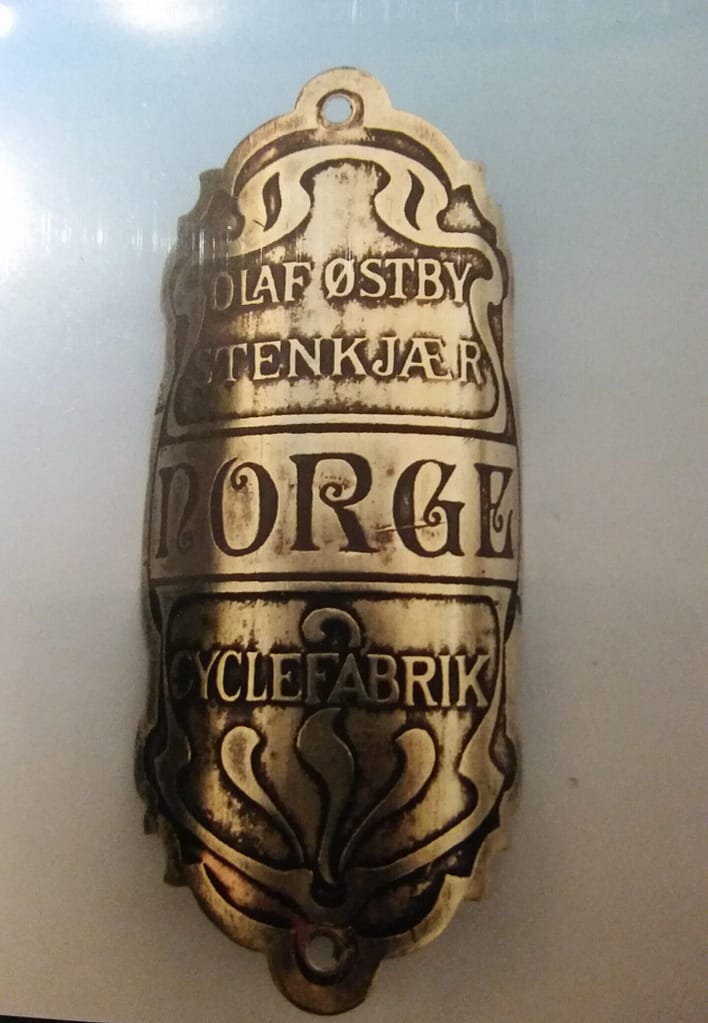 OLAF ØSTBY
STENKJÆR
NORGE
CYCLEFABRIK